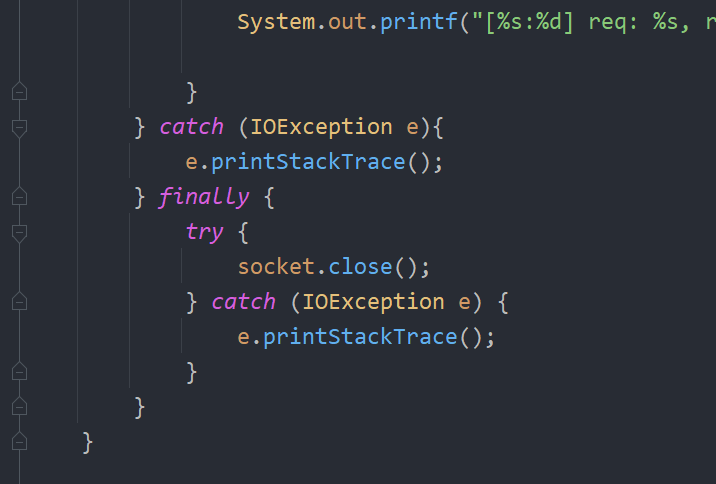 System.out.printf("[%s:%d] req: %s, r
}
} catch (IOException e){
e.printStackTrace();
} finally {
try {
socket.close();
} catch (IOException e) {
e.printStackTrace();
}
}
}